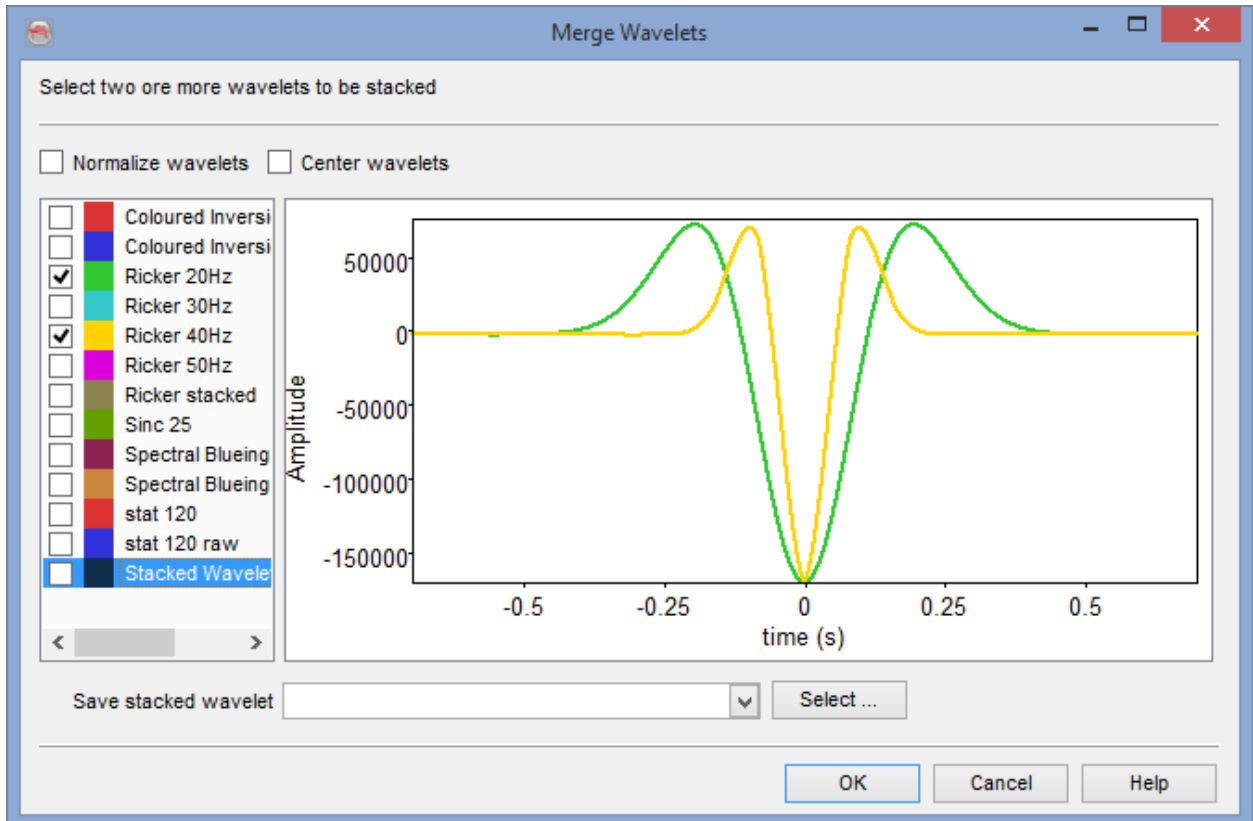 Merge Wavelets
Select two ore more wavelets to be stacked
Normalize wavelets Center wavelets
Coloured Inversi
Coloured Inversi
Ricker 20Hz
Ricker 30Hz
Ricker 40Hz
Ricker 50Hz
Ricker stacked
Sinc 25
Spectral Blueing
Spectral Blueing
stat 120
stat 120 raw
Stacked Wavele
Amplitude
50000
0
-50000
-100000
-150000
-0.5 -0.25 0 0.25 0.5
time (s)
Save stacked wavelet Select ...
OK Cancel Help